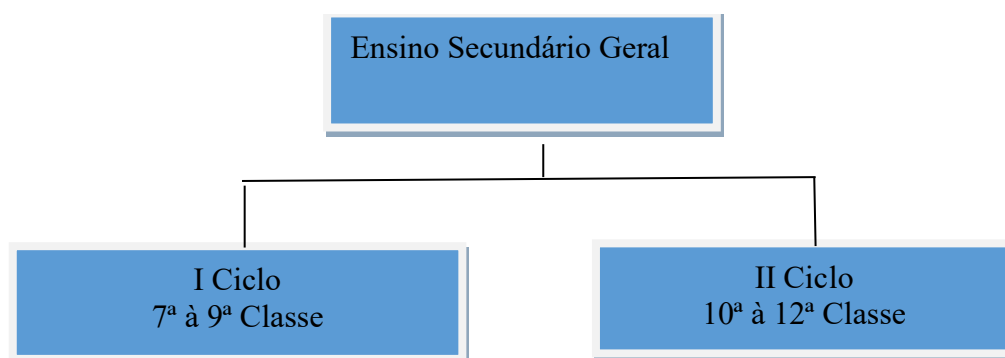 Ensino Secundário Geral
I Ciclo
7ª à 9ª Classe
II Ciclo
10ª à 12ª Classe